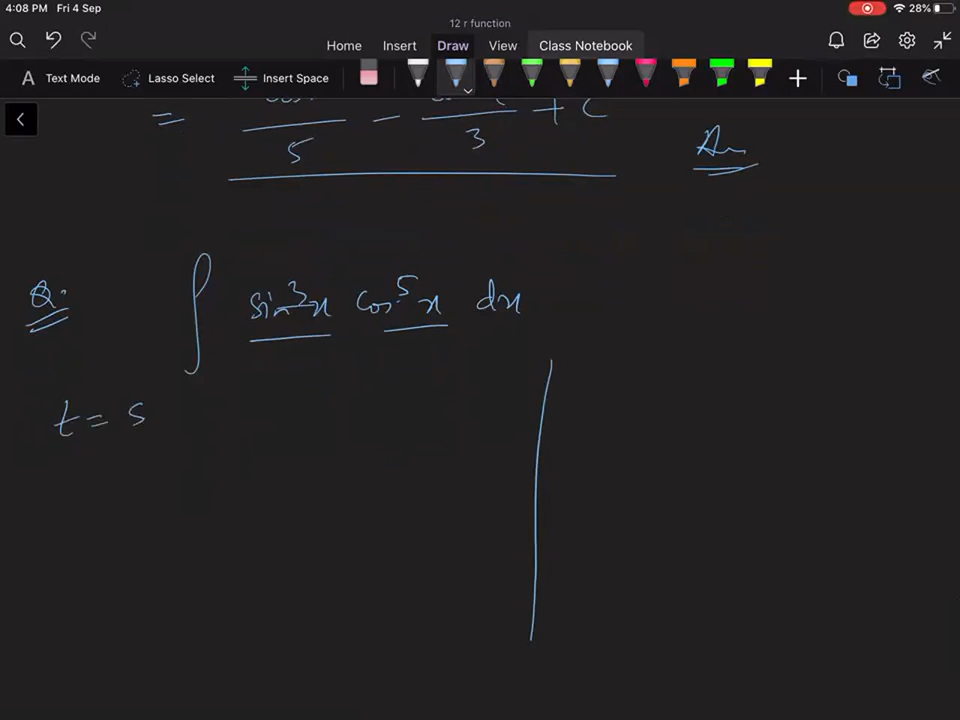 4:08 PM Fri 4 Sep
28%
12 r function
Home Insert Draw View Class Notebook
A Text Mode Lasso Select Insert Space
= 5 - 3 + C
Ans
Q. ∫ sin³x cos⁵x dx
t = s